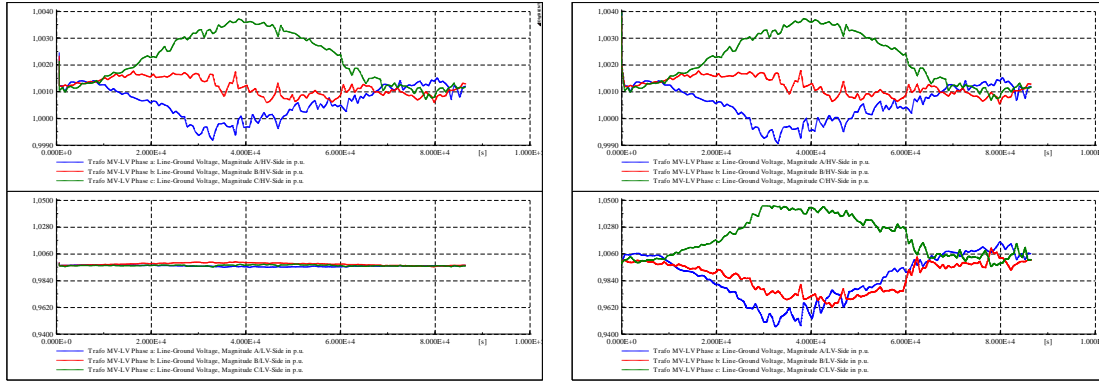 1,0040
1,0030
1,0020
1,0010
1,0000
0,9990
0.000E+0 2.000E+4 4.000E+4 6.000E+4 8.000E+4 [s] 1.000E+
Trafo MV-LV Phase a: Line-Ground Voltage, Magnitude A/HV-Side in p.u.
Trafo MV-LV Phase b: Line-Ground Voltage, Magnitude B/HV-Side in p.u.
Trafo MV-LV Phase c: Line-Ground Voltage, Magnitude C/HV-Side in p.u.
1,0500
1,0280
1,0060
0,9840
0,9620
0,9400
0.000E+0 2.000E+4 4.000E+4 6.000E+4 8.000E+4 [s] 1.000E+
Trafo MV-LV Phase a: Line-Ground Voltage, Magnitude A/LV-Side in p.u.
Trafo MV-LV Phase b: Line-Ground Voltage, Magnitude B/LV-Side in p.u.
Trafo MV-LV Phase c: Line-Ground Voltage, Magnitude C/LV-Side in p.u.
1,0040
1,0030
1,0020
1,0010
1,0000
0,9990
0.000E+0 2.000E+4 4.000E+4 6.000E+4 8.000E+4 [s] 1.000
Trafo MV-LV Phase a: Line-Ground Voltage, Magnitude A/HV-Side in p.u.
Trafo MV-LV Phase b: Line-Ground Voltage, Magnitude B/HV-Side in p.u.
Trafo MV-LV Phase c: Line-Ground Voltage, Magnitude C/HV-Side in p.u.
1,0500
1,0280
1,0060
0,9840
0,9620
0,9400
0.000E+0 2.000E+4 4.000E+4 6.000E+4 8.000E+4 [s] 1.000
Trafo MV-LV Phase a: Line-Ground Voltage, Magnitude A/LV-Side in p.u.
Trafo MV-LV Phase b: Line-Ground Voltage, Magnitude B/LV-Side in p.u.
Trafo MV-LV Phase c: Line-Ground Voltage, Magnitude C/LV-Side in p.u.